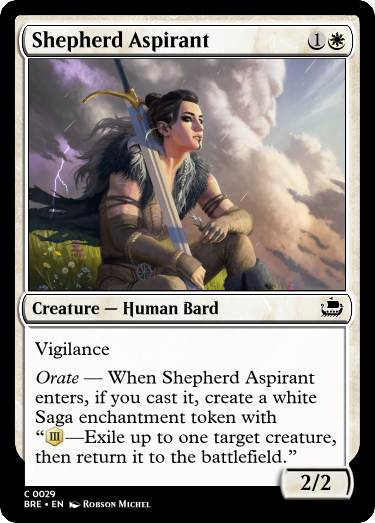 Shepherd Aspirant 1
Creature — Human Bard
Vigilance
Orate — When Shepherd Aspirant
enters, if you cast it, create a white
Saga enchantment token with
“III—Exile up to one target creature,
then return it to the battlefield.”
2/2
C 0029
BRE • EN Robson Michel